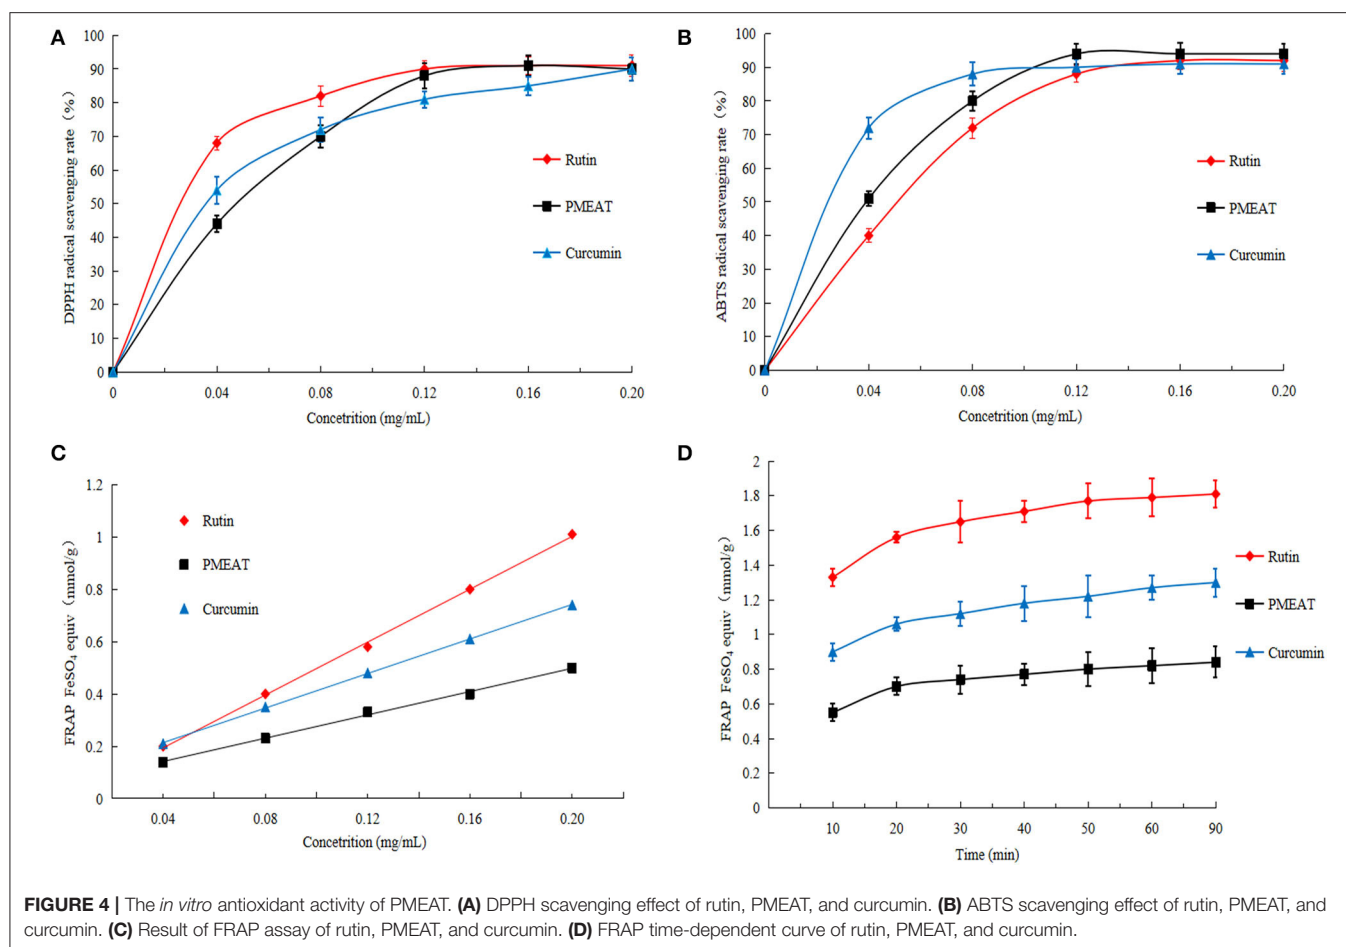 A
DPPH radical scavenging rate（%）
100
90
80
70
60
50
40
30
20
10
0
0 0.04 0.08 0.12 0.16 0.20
Concetrition (mg/mL)
Rutin
PMEAT
Curcumin
B
ABTS radical scavenging rate（%）
100
90
80
70
60
50
40
30
20
10
0
0 0.04 0.08 0.12 0.16 0.20
Concetrition (mg/mL)
Rutin
PMEAT
Curcumin
C
FRAP FeSO₄ equiv（mmol/g）
1.2
1
0.8
0.6
0.4
0.2
0
0.04 0.08 0.12 0.16 0.20
Concetrition (mg/mL)
Rutin
PMEAT
Curcumin
D
FRAP FeSO₄ equiv（mmol/g）
2
1.8
1.6
1.4
1.2
1
0.8
0.6
0.4
0.2
0
10 20 30 40 50 60 90
Time (min)
Rutin
PMEAT
Curcumin
FIGURE 4 | The in vitro antioxidant activity of PMEAT. (A) DPPH scavenging effect of rutin, PMEAT, and curcumin. (B) ABTS scavenging effect of rutin, PMEAT, and
curcumin. (C) Result of FRAP assay of rutin, PMEAT, and curcumin. (D) FRAP time-dependent curve of rutin, PMEAT, and curcumin.